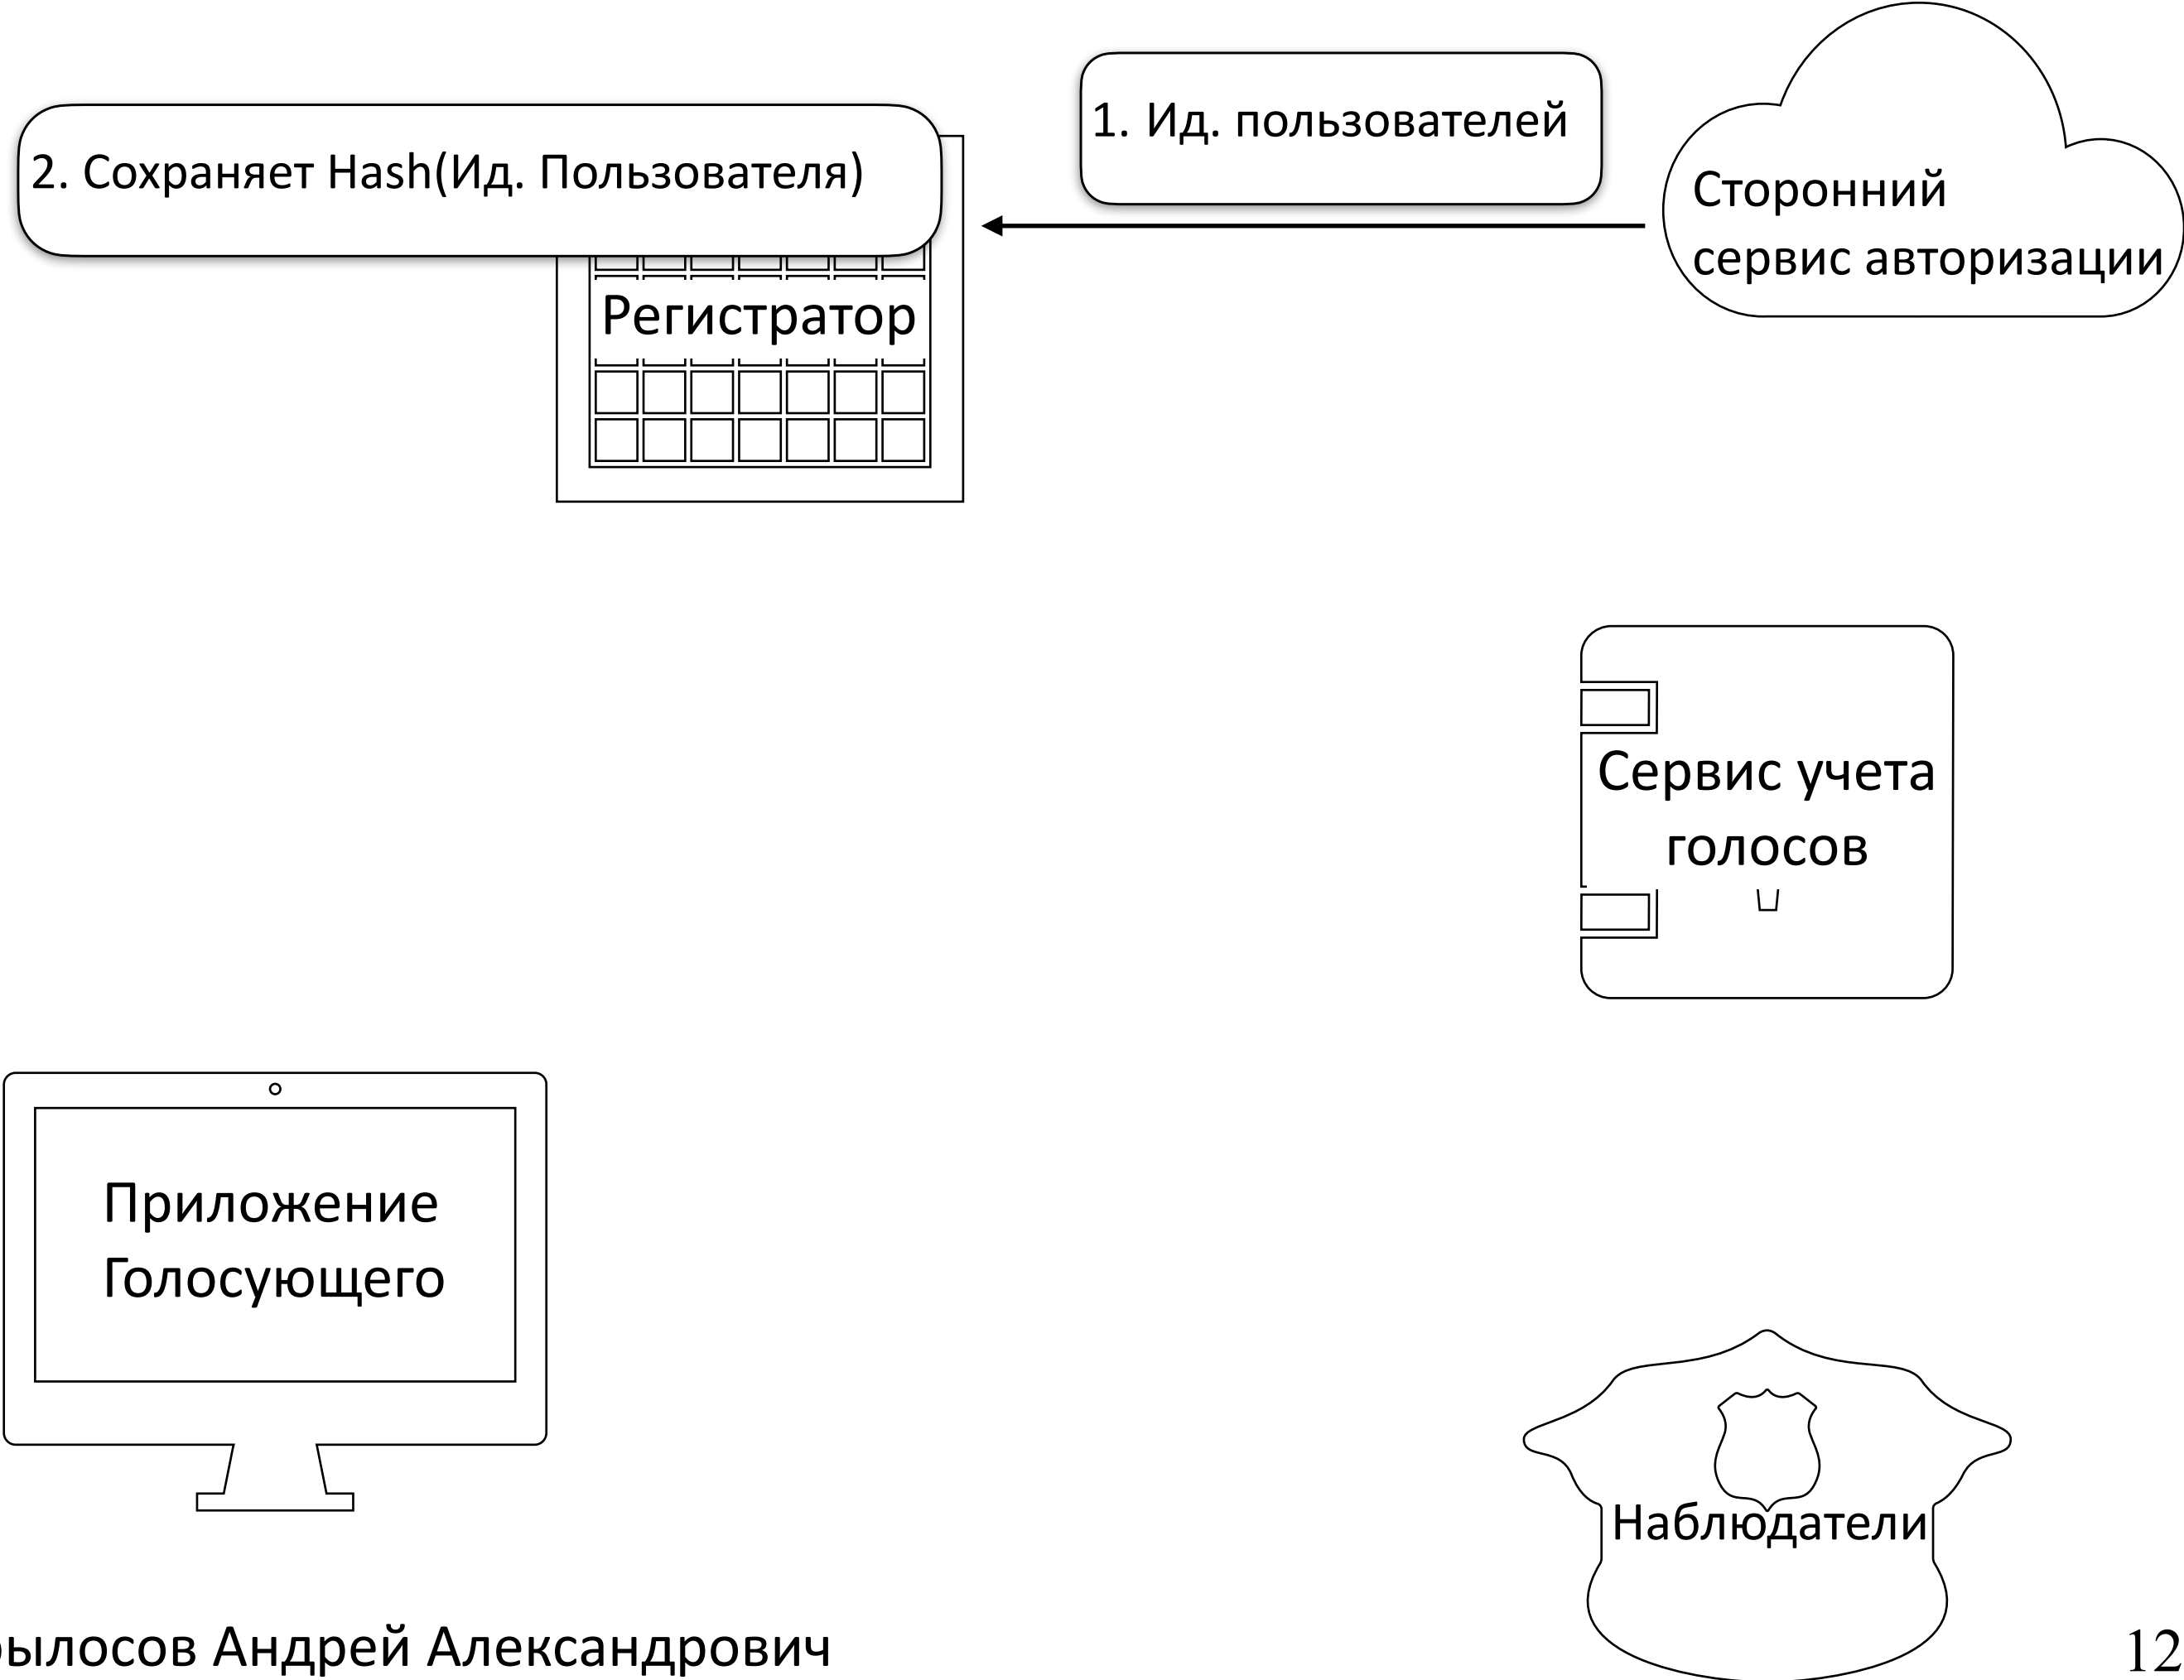 1. Ид. пользователей
2. Сохраняет Hash(Ид. Пользователя)
Сторонний
сервис авторизации
Регистратор
Сервис учета
голосов
Приложение
Голосующего
Наблюдатели
Андрей Александрович
12